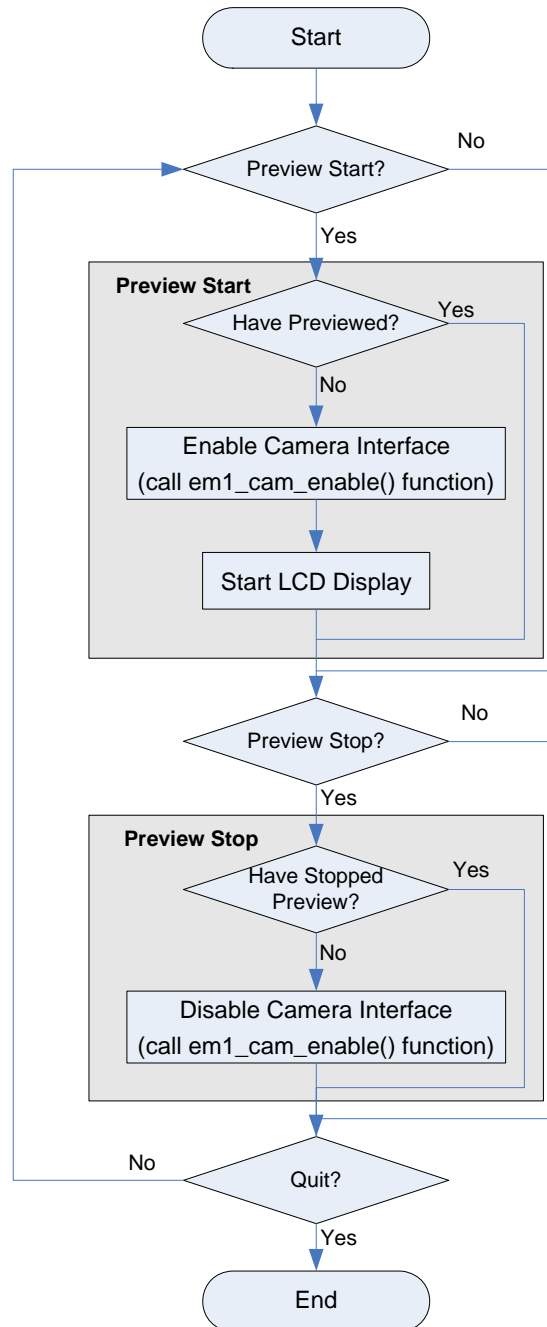 Start
No
Preview Start?
Yes
Preview Start
Have Previewed?
Yes
No
Enable Camera Interface
(call em1_cam_enable() function)
Start LCD Display
No
Preview Stop?
Yes
Preview Stop
Have Stopped
Preview?
Yes
No
Disable Camera Interface
(call em1_cam_enable() function)
No
Quit?
Yes
End